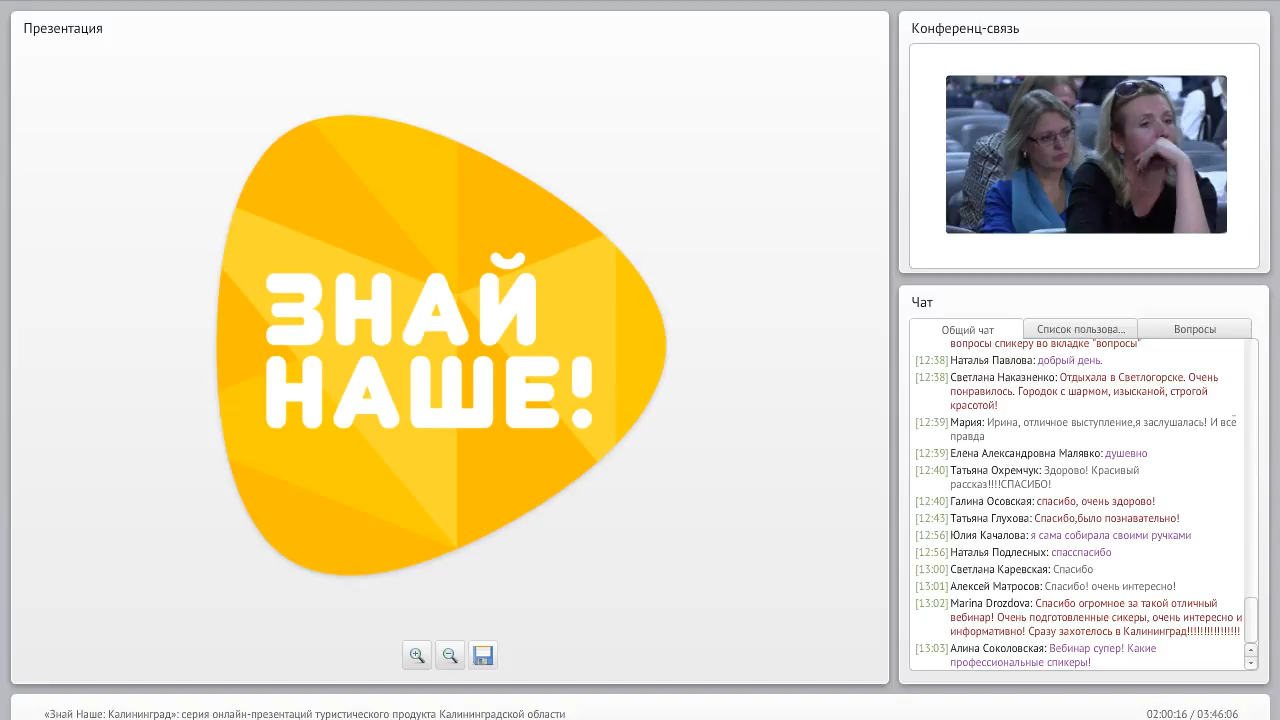 Презентация
ЗНАЙ
НАШЕ!
Конференц-связь
Чат
Общий чат
Список пользова...
Вопросы
вопросы спикеру во вкладке "вопросы"
[12:38] Наталья Павлова: добрый день.
[12:38] Светлана Наказненко: Отдыхала в Светлогорске. Очень
понравилось. Городок с шармом, изысканой, строгой
красотой!
[12:39] Мария: Ирина, отличное выступление,я заслушалась! И всё
правда
[12:39] Елена Александровна Малявко: душевно
[12:40] Татьяна Охремчук: Здорово! Красивый
рассказ!!!!СПАСИБО!
[12:40] Галина Осовская: спасибо, очень здорово!
[12:43] Татьяна Глухова: Спасибо,было познавательно!
[12:56] Юлия Качалова: я сама собирала своими ручками
[12:56] Наталья Подлесных: спасспасибо
[13:00] Светлана Каревская: Спасибо
[13:01] Алексей Матросов: Спасибо! очень интересно!
[13:02] Marina Drozdova: Спасибо огромное за такой отличный
вебинар! Очень подготовленные сикеры, очень интересно и
информативно! Сразу захотелось в Калининград!!!!!!!!!!!!!!!!
[13:03] Алина Соколовская: Вебинар супер! Какие
профессиональные спикеры!
«Знай Наше: Калининград»: серия онлайн-презентаций туристического продукта Калининградской области
02:00:16 / 03:46:06